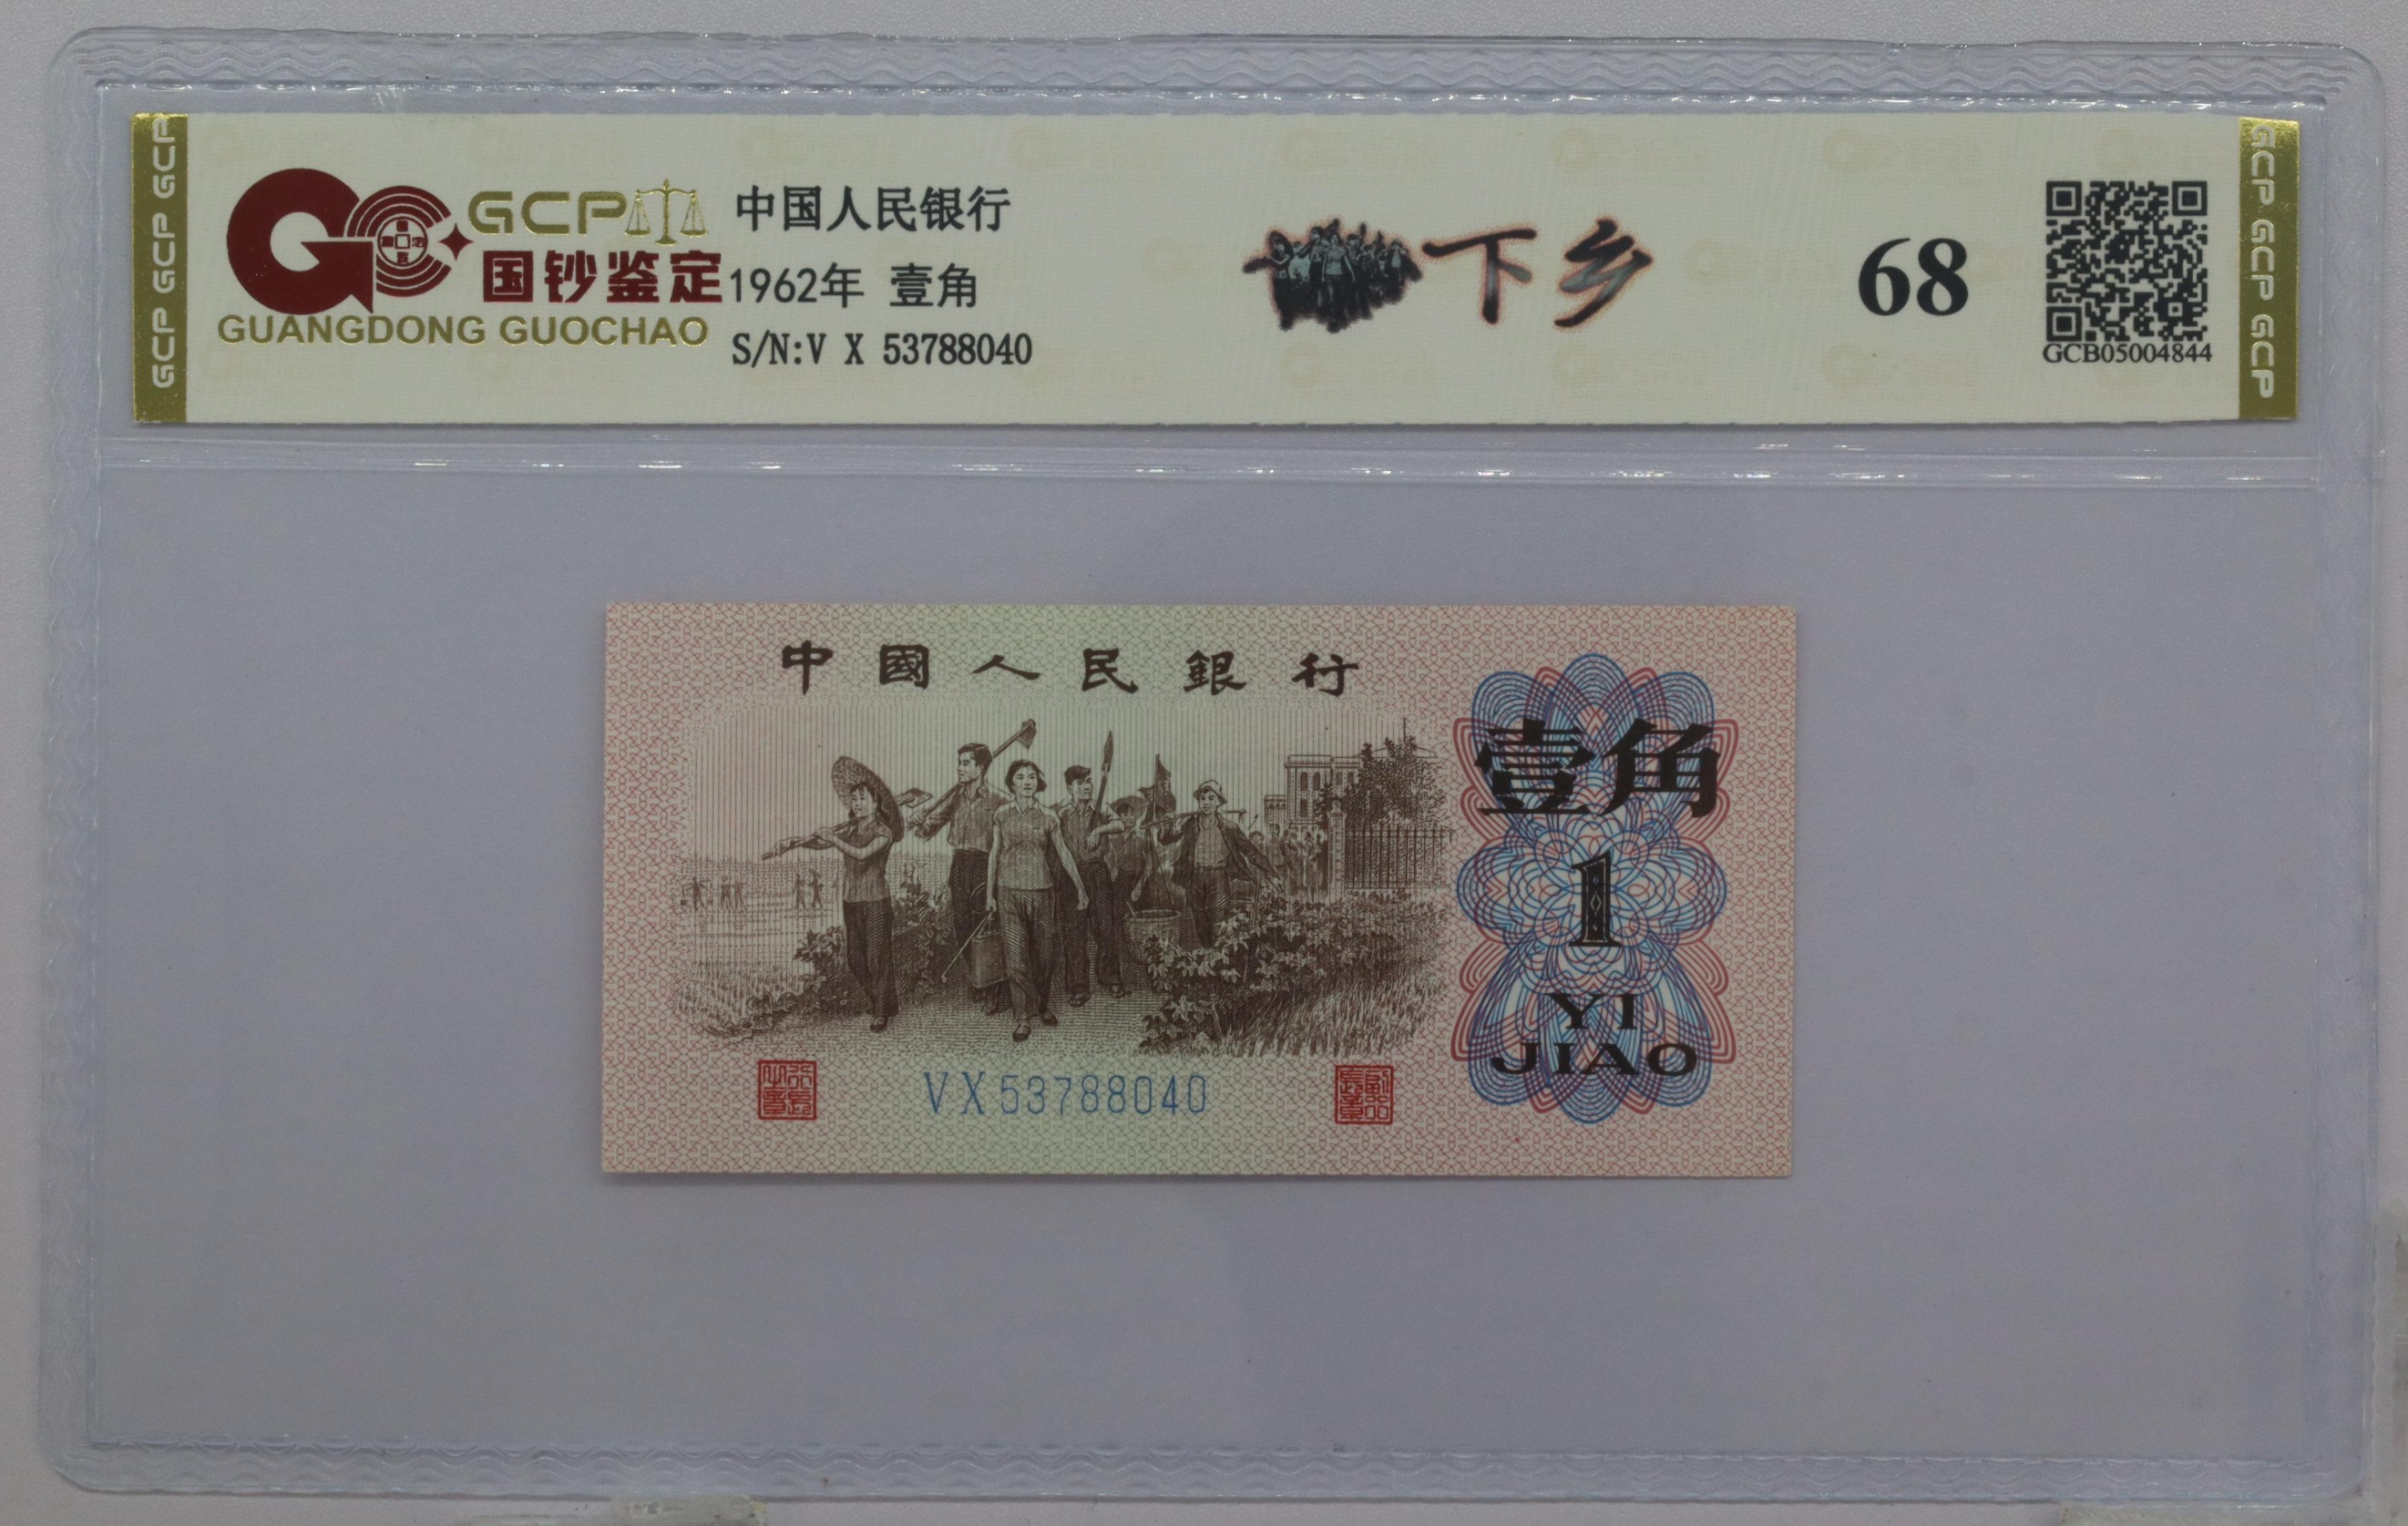 GCP GCP GCP
GCP
国钞鉴定
GUANGDONG GUOCHAO
中国人民银行
1962年 壹角
S/N:V X 53788040
下乡
68
GCB05004844
GCP GCP GCP
中國人民銀行
壹角
1
YI
JIAO
VX53788040